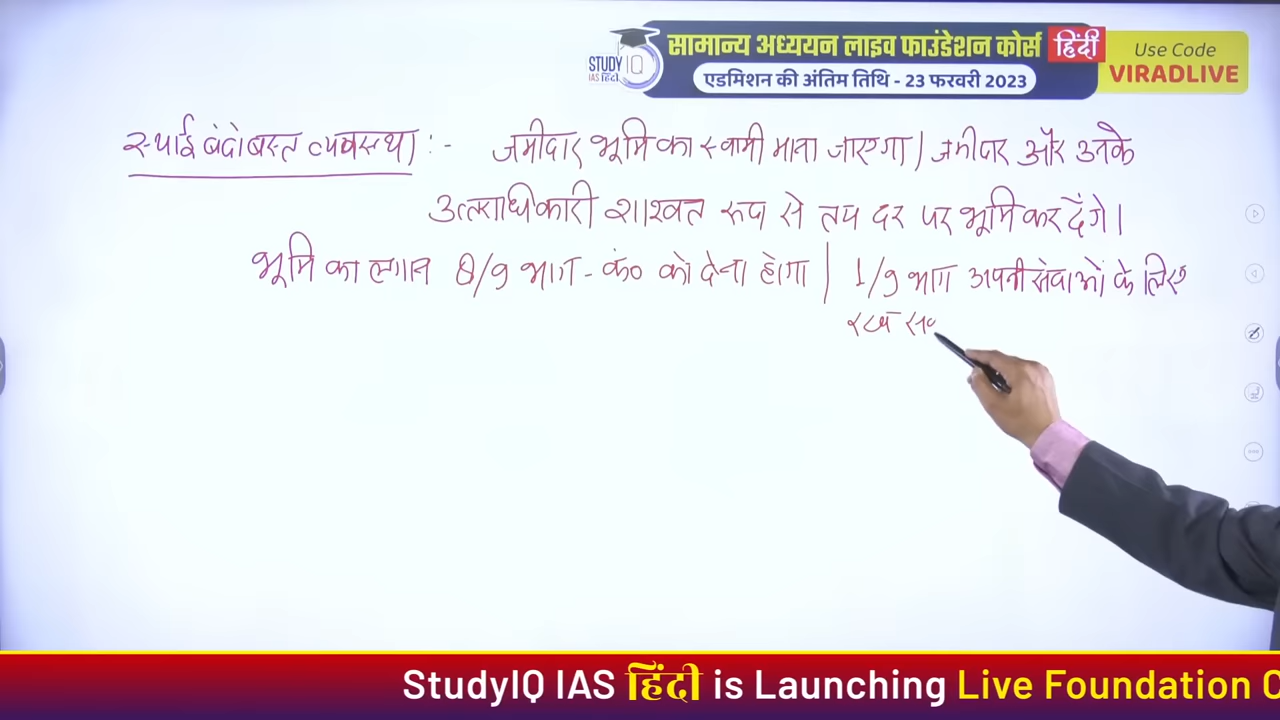 STUDY IQ
IAS हिंदी
सामान्य अध्ययन लाइव फाउंडेशन कोर्स हिंदी
एडमिशन की अंतिम तिथि - 23 फरवरी 2023
Use Code
VIRADLIVE
स्थाई बंदोबस्त व्यवस्था :- जमींदार भूमि का स्वामी माना जाएगा | जमींदार और उनके
उत्तराधिकारी शाश्वत रूप से तय दर पर भूमि कर देंगे।
भूमि का लगान 8/9 भाग - कं० को देना होगा | 1/9 भाग अपनी सेवाओं के लिए
StudyIQ IAS हिंदी is Launching Live Foundation C